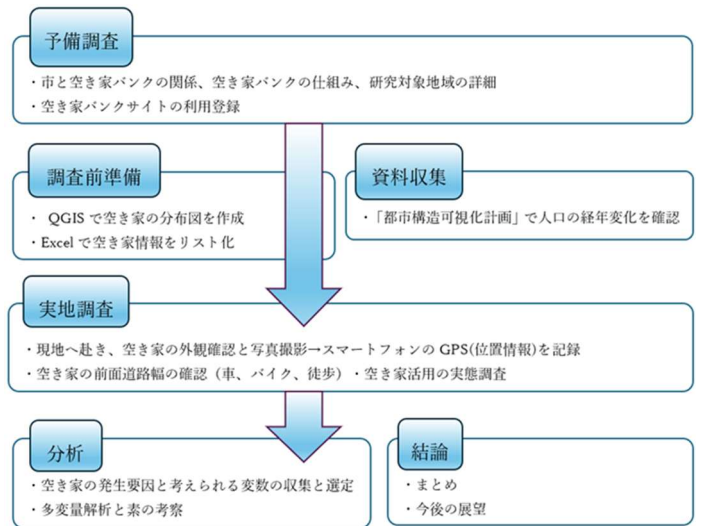 予備調査
・市と空き家バンクの関係、空き家バンクの仕組み、研究対象地域の詳細
・空き家バンクサイトの利用登録
調査前準備
・ QGIS で空き家の分布図を作成
・Excel で空き家情報をリスト化
資料収集
・「都市構造可視化計画」で人口の経年変化を確認
実地調査
・現地へ赴き、空き家の外観確認と写真撮影→スマートフォンの GPS(位置情報)を記録
・空き家の前面道路幅の確認（車、バイク、徒歩）・空き家活用の実態調査
分析
・空き家の発生要因と考えられる変数の収集と選定
・多変量解析と素の考察
結論
・まとめ
・今後の展望